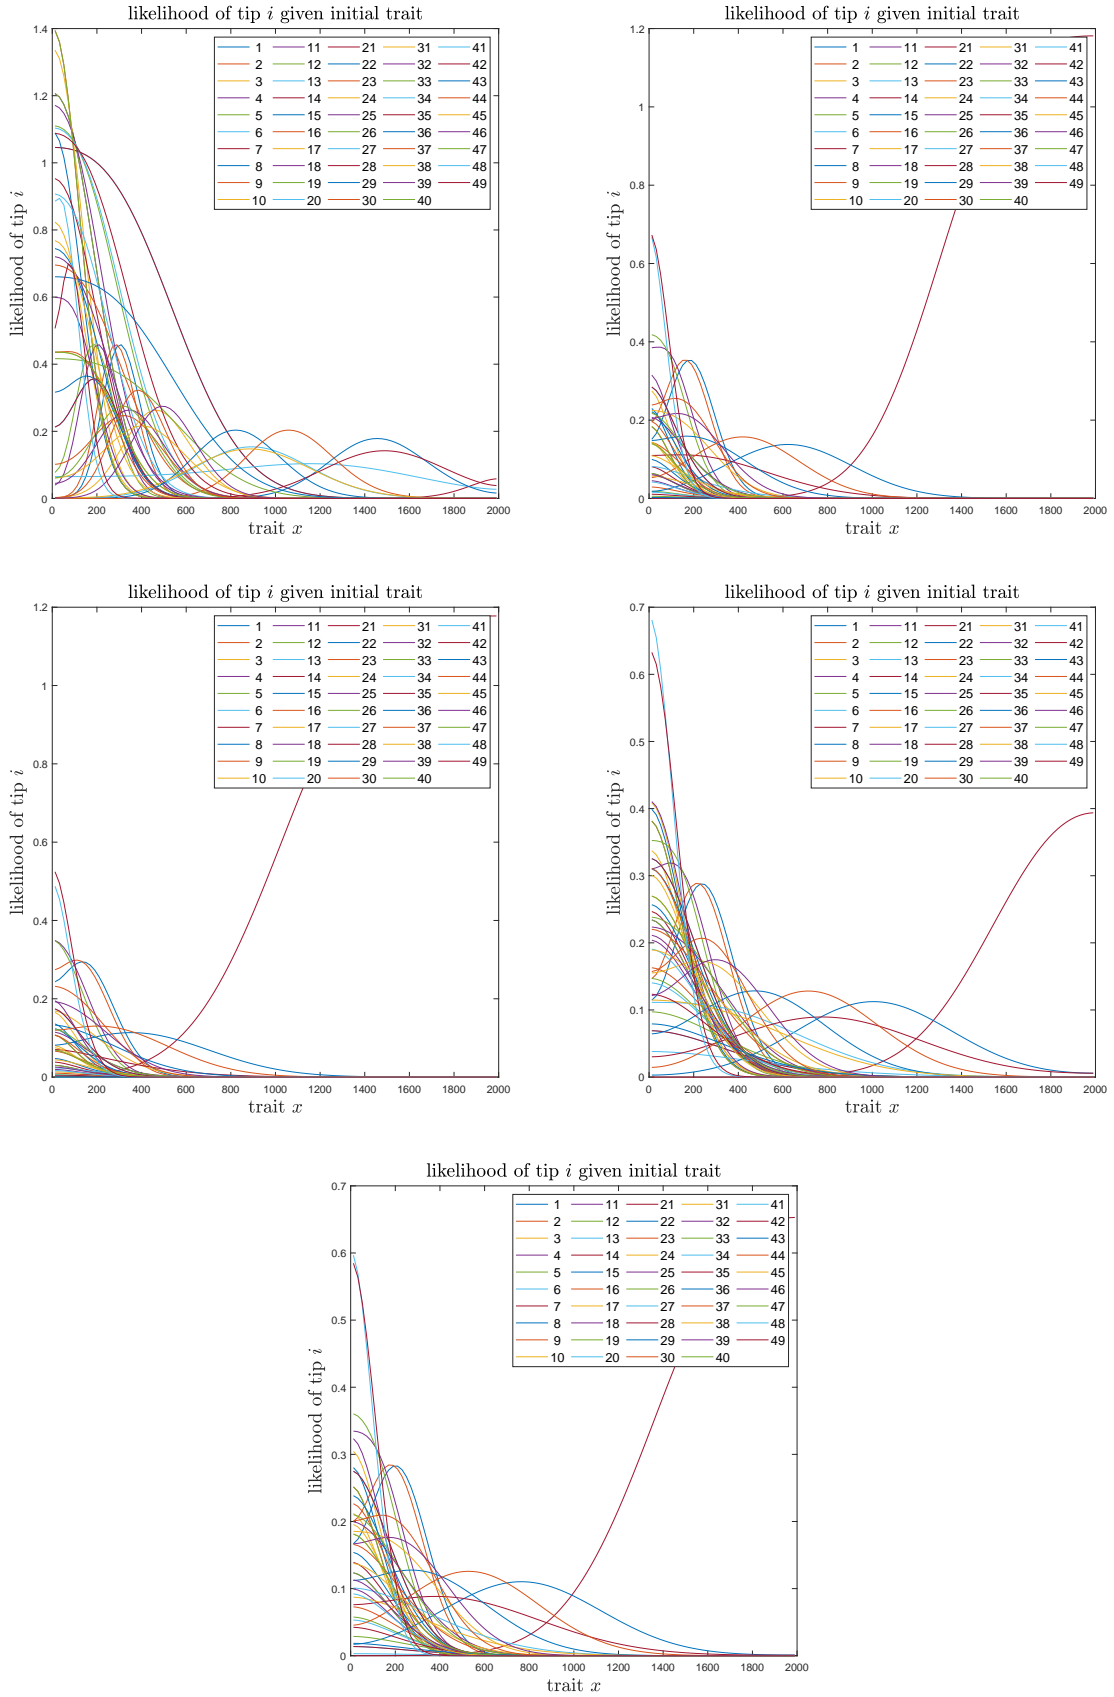 likelihood of tip i given initial trait
likelihood of tip i
1.4
1.2
1
0.8
0.6
0.4
0.2
0
1 11 21 31 41
2 12 22 32 42
3 13 23 33 43
4 14 24 34 44
5 15 25 35 45
6 16 26 36 46
7 17 27 37 47
8 18 28 38 48
9 19 29 39 49
10 20 30 40
0 200 400 600 800 1000 1200 1400 1600 1800 2000
trait x
likelihood of tip i given initial trait
likelihood of tip i
1.2
1
0.8
0.6
0.4
0.2
0
1 11 21 31 41
2 12 22 32 42
3 13 23 33 43
4 14 24 34 44
5 15 25 35 45
6 16 26 36 46
7 17 27 37 47
8 18 28 38 48
9 19 29 39 49
10 20 30 40
0 200 400 600 800 1000 1200 1400 1600 1800 2000
trait x
likelihood of tip i given initial trait
likelihood of tip i
1.2
1
0.8
0.6
0.4
0.2
0
1 11 21 31 41
2 12 22 32 42
3 13 23 33 43
4 14 24 34 44
5 15 25 35 45
6 16 26 36 46
7 17 27 37 47
8 18 28 38 48
9 19 29 39 49
10 20 30 40
0 200 400 600 800 1000 1200 1400 1600 1800 2000
trait x
likelihood of tip i given initial trait
likelihood of tip i
0.7
0.6
0.5
0.4
0.3
0.2
0.1
0
1 11 21 31 41
2 12 22 32 42
3 13 23 33 43
4 14 24 34 44
5 15 25 35 45
6 16 26 36 46
7 17 27 37 47
8 18 28 38 48
9 19 29 39 49
10 20 30 40
0 200 400 600 800 1000 1200 1400 1600 1800 2000
trait x
likelihood of tip i given initial trait
likelihood of tip i
0.7
0.6
0.5
0.4
0.3
0.2
0.1
0
1 11 21 31 41
2 12 22 32 42
3 13 23 33 43
4 14 24 34 44
5 15 25 35 45
6 16 26 36 46
7 17 27 37 47
8 18 28 38 48
9 19 29 39 49
10 20 30 40
0 200 400 600 800 1000 1200 1400 1600 1800 2000
trait x